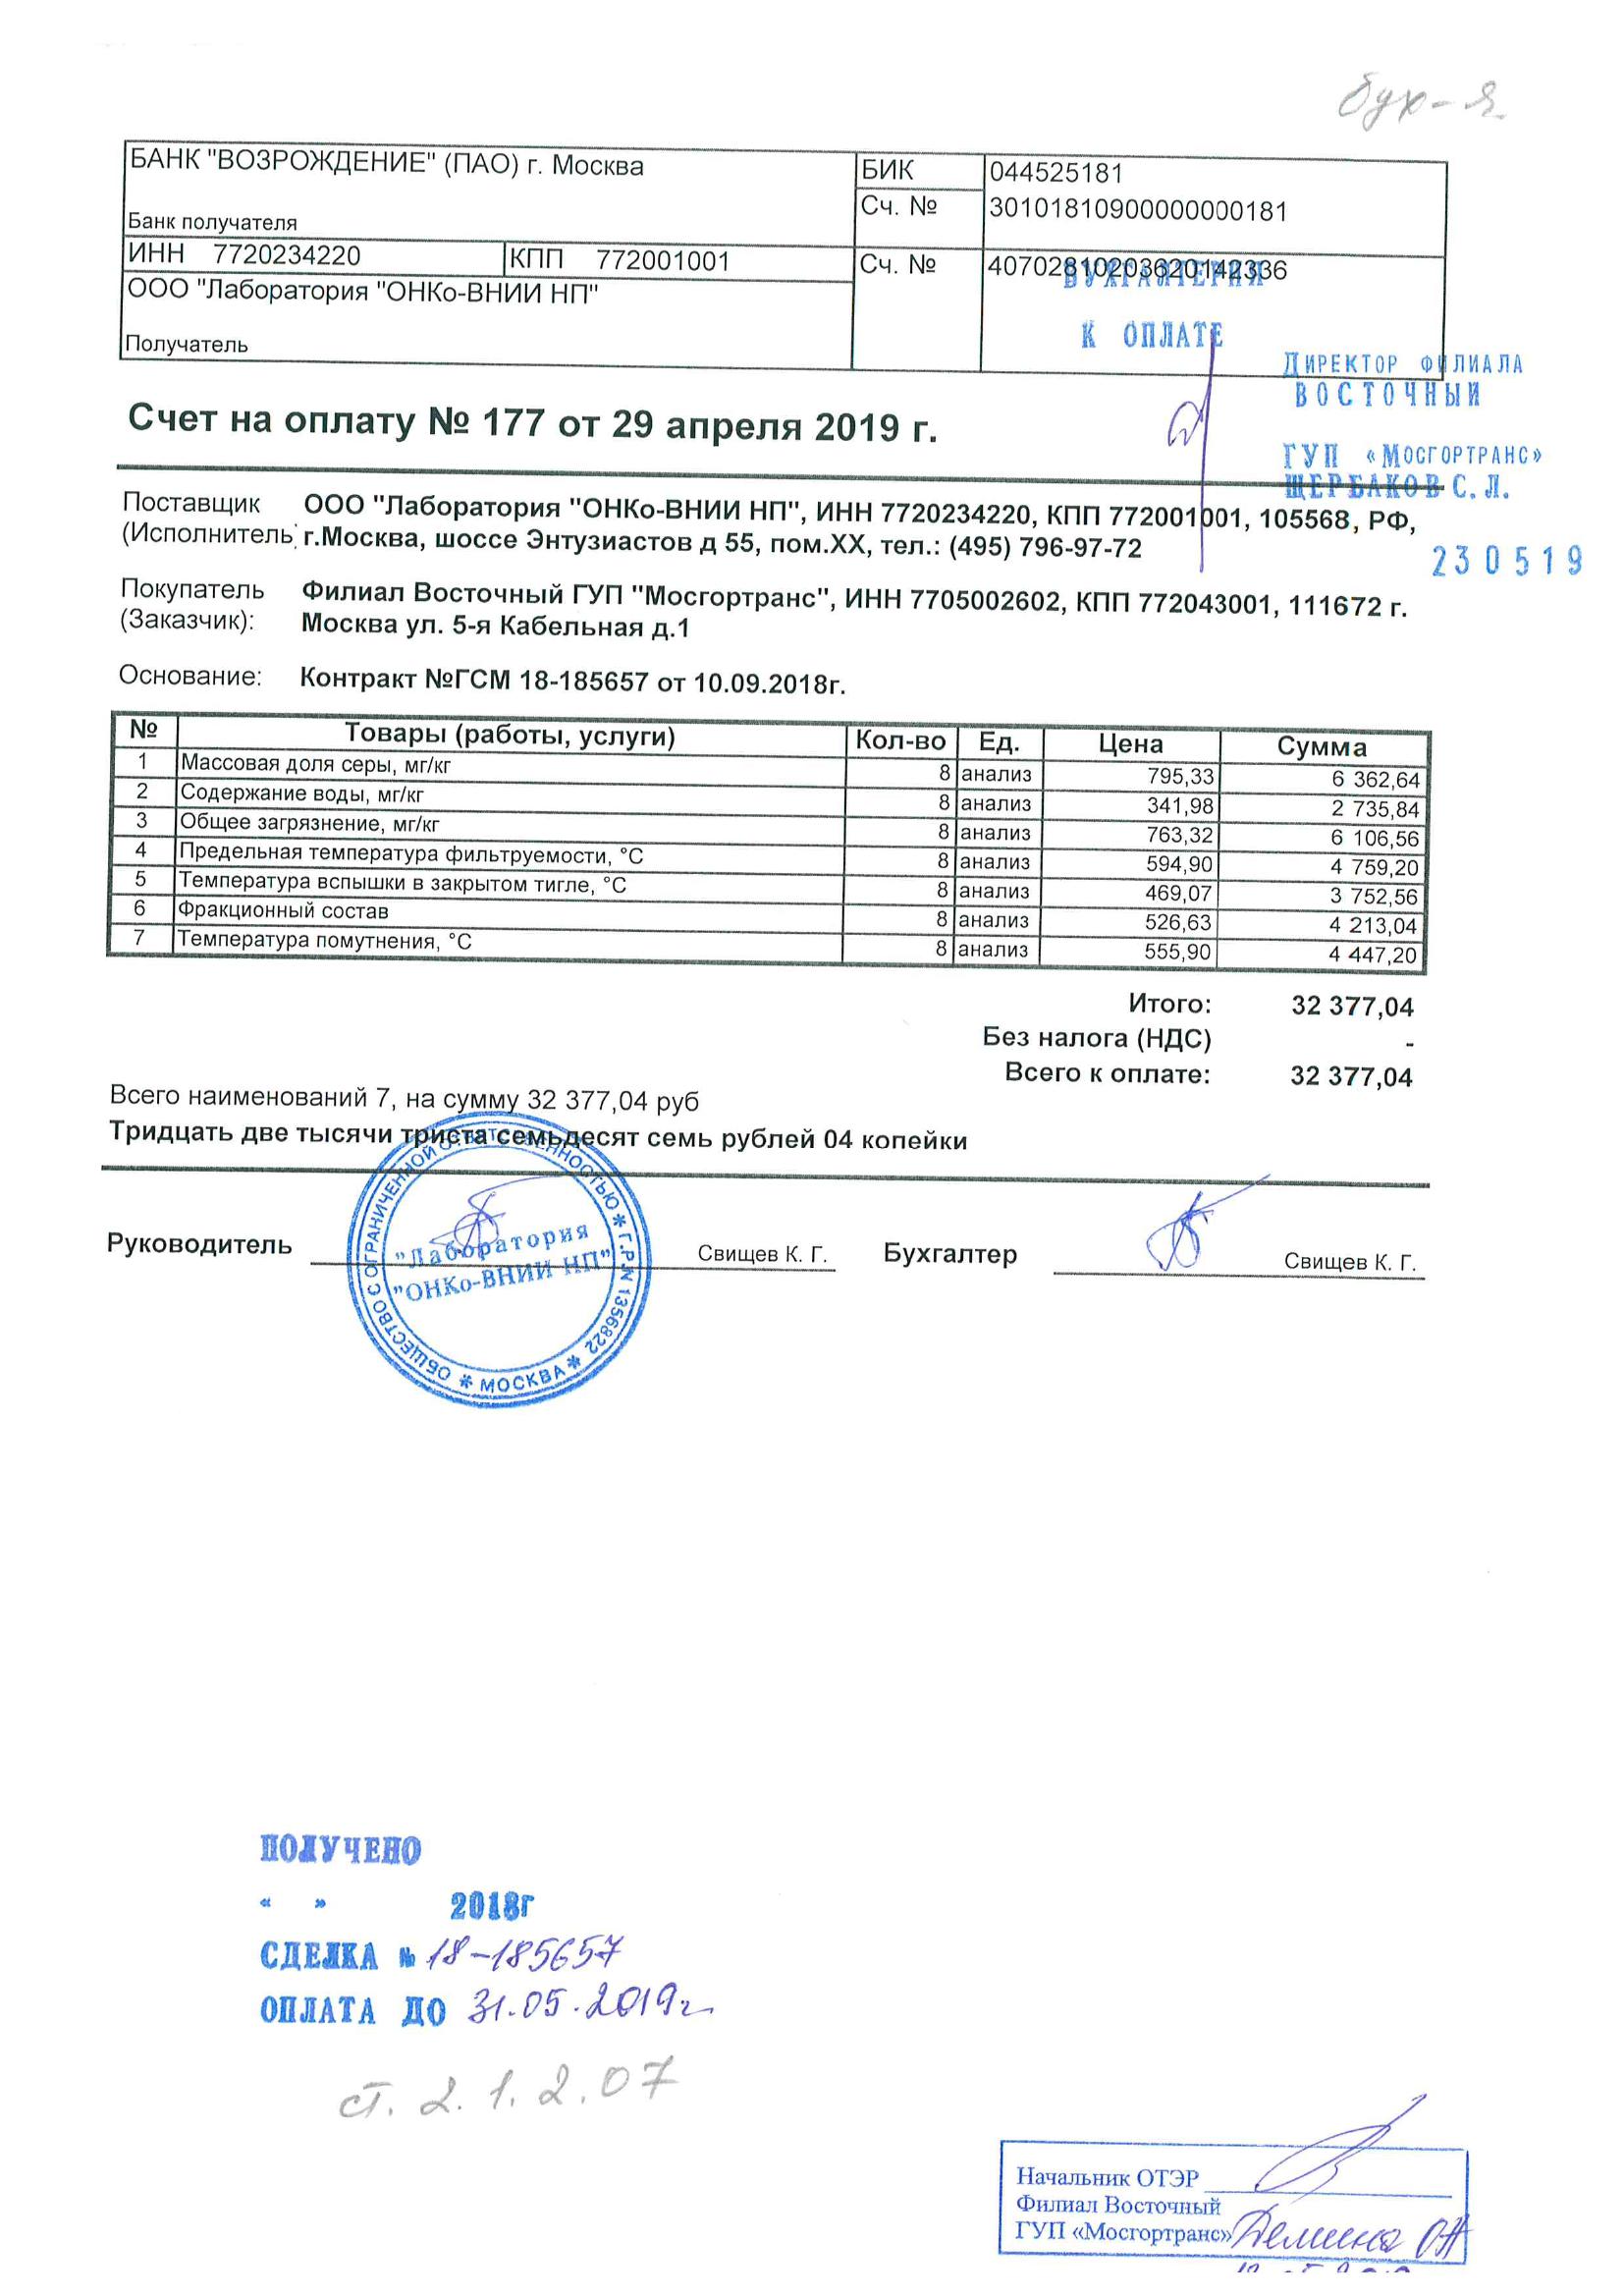 бух-я
БАНК "ВОЗРОЖДЕНИЕ" (ПАО) г. Москва
БИК 044525181
Сч. № 30101810900000000181
Банк получателя
ИНН 7720234220 КПП 772001001 Сч. № 40702810203620142336
ООО "Лаборатория "ОНКо-ВНИИ НП"
Получатель
БУХГАЛТЕРИЯ
К ОПЛАТЕ
ДИРЕКТОР ФИЛИАЛА
ВОСТОЧНЫЙ
ГУП «МОСГОРТРАНС»
ЩЕРБАКОВ С. Л.
230519
Счет на оплату № 177 от 29 апреля 2019 г.
Поставщик ООО "Лаборатория "ОНКо-ВНИИ НП", ИНН 7720234220, КПП 772001001, 105568, РФ,
(Исполнитель: г.Москва, шоссе Энтузиастов д 55, пом.XX, тел.: (495) 796-97-72
Покупатель Филиал Восточный ГУП "Мосгортранс", ИНН 7705002602, КПП 772043001, 111672 г.
(Заказчик): Москва ул. 5-я Кабельная д.1
Основание: Контракт №ГСМ 18-185657 от 10.09.2018г.
№ Товары (работы, услуги) Кол-во Ед. Цена Сумма
1 Массовая доля серы, мг/кг 8 анализ 795,33 6 362,64
2 Содержание воды, мг/кг 8 анализ 341,98 2 735,84
3 Общее загрязнение, мг/кг 8 анализ 763,32 6 106,56
4 Предельная температура фильтруемости, °С 8 анализ 594,90 4 759,20
5 Температура вспышки в закрытом тигле, °С 8 анализ 469,07 3 752,56
6 Фракционный состав 8 анализ 526,63 4 213,04
7 Температура помутнения, °С 8 анализ 555,90 4 447,20
Итого: 32 377,04
Без налога (НДС) -
Всего к оплате: 32 377,04
Всего наименований 7, на сумму 32 377,04 руб
Тридцать две тысячи триста семьдесят семь рублей 04 копейки
Руководитель Свищев К. Г. Бухгалтер Свищев К. Г.
ОБЩЕСТВО С ОГРАНИЧЕННОЙ ОТВЕТСТВЕННОСТЬЮ * Г.Р.N 1356822 * МОСКВА *
"Лаборатория
"ОНКо-ВНИИ НП"
ПОЛУЧЕНО
« » 2018г
СДЕЛКА № 18-185657
ОПЛАТА ДО 31.05.2019г.
ст. 2.1.2.07
Начальник ОТЭР
Филиал Восточный
ГУП «Мосгортранс» Демина ОН